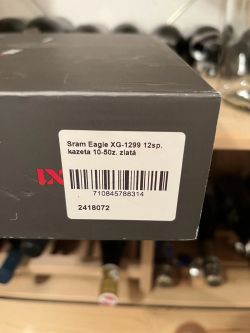 Sram Eagle XG-1299 12sp.
kazeta 10-50z. zlatá
710845788314
2418072